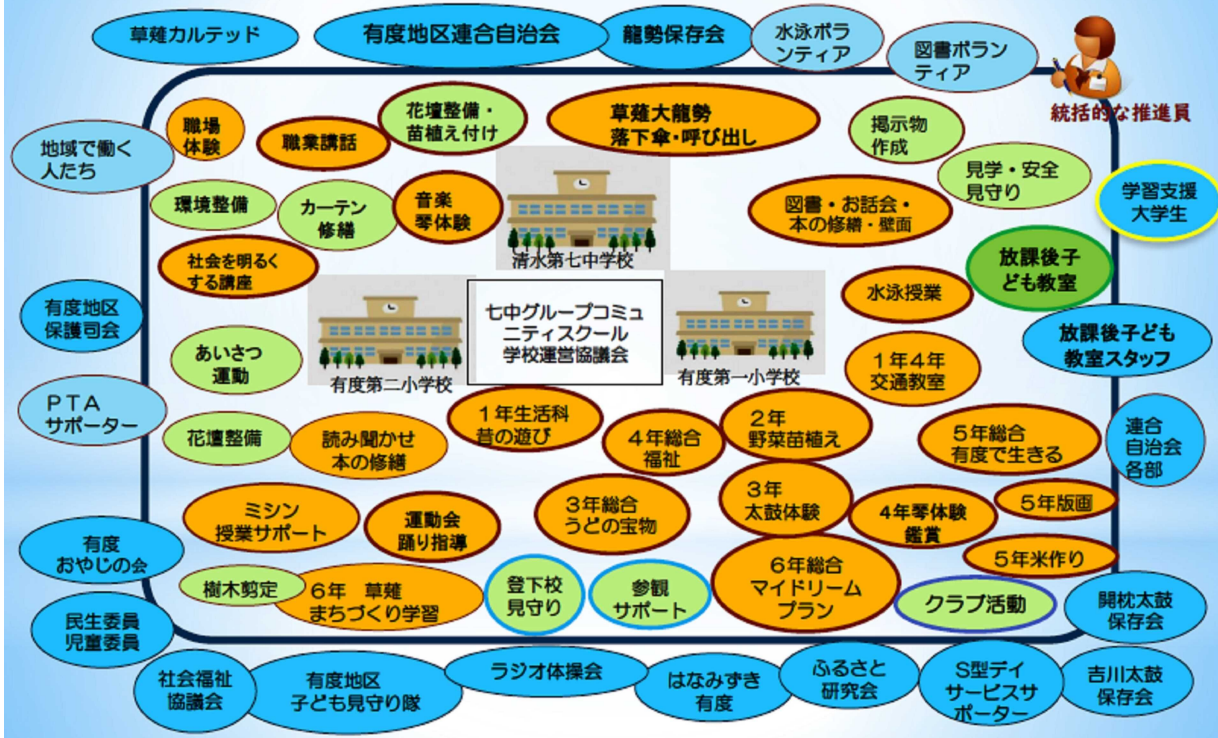 草薙カルテッド
有度地区連合自治会
龍勢保存会
水泳ボラ
ンティア
図書ボラン
ティア
統括的な推進員
地域で働く
人たち
職場
体験
職業講話
花壇整備・
苗植え付け
草薙大龍勢
落下傘・呼び出し
掲示物
作成
見学・安全
見守り
学習支援
大学生
環境整備
カーテン
修繕
音楽
琴体験
図書・お話会・
本の修繕・壁面
清水第七中学校
社会を明るく
する講座
放課後子
ども教室
水泳授業
有度地区
保護司会
七中グループコミュ
ニティスクール
学校運営協議会
有度第二小学校
有度第一小学校
放課後子ども
教室スタッフ
あいさつ
運動
1年4年
交通教室
PTA
サポーター
花壇整備
読み聞かせ
本の修繕
1年生活科
昔の遊び
4年総合
福祉
2年
野菜苗植え
5年総合
有度で生きる
連合
自治会
各部
ミシン
授業サポート
運動会
踊り指導
3年総合
うどの宝物
3年
太鼓体験
4年琴体験
鑑賞
5年版画
5年米作り
有度
おやじの会
樹木剪定
6年 草薙
まちづくり学習
登下校
見守り
参観
サポート
6年総合
マイドリーム
プラン
クラブ活動
開枕太鼓
保存会
民生委員
児童委員
社会福祉
協議会
有度地区
子ども見守り隊
ラジオ体操会
はなみずき
有度
ふるさと
研究会
S型デイ
サービスサ
ポーター
吉川太鼓
保存会